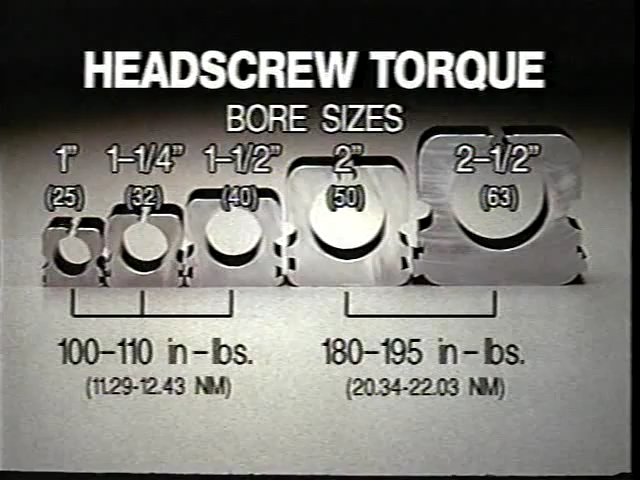 HEADSCREW TORQUE
BORE SIZES
1" 1-1/4" 1-1/2" 2" 2-1/2"
(25) (32) (40) (50) (63)
100-110 in-lbs. 180-195 in-lbs.
(11.29-12.43 NM) (20.34-22.03 NM)